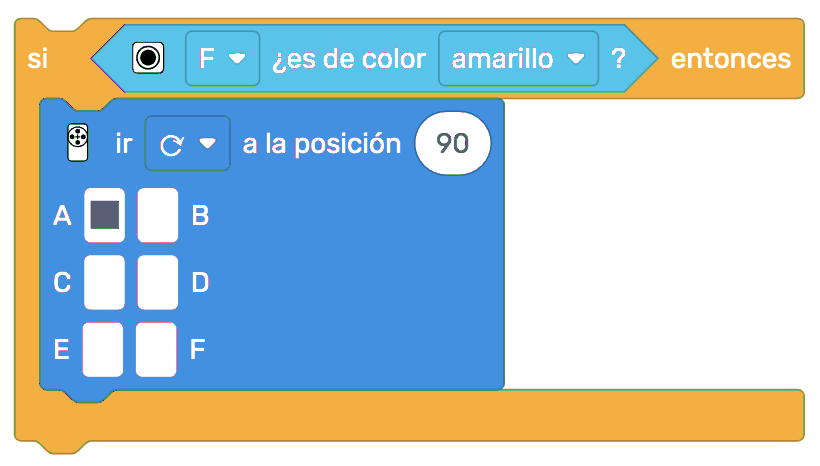 si F ¿es de color amarillo ? entonces
ir a la posición 90
A B
C D
E F